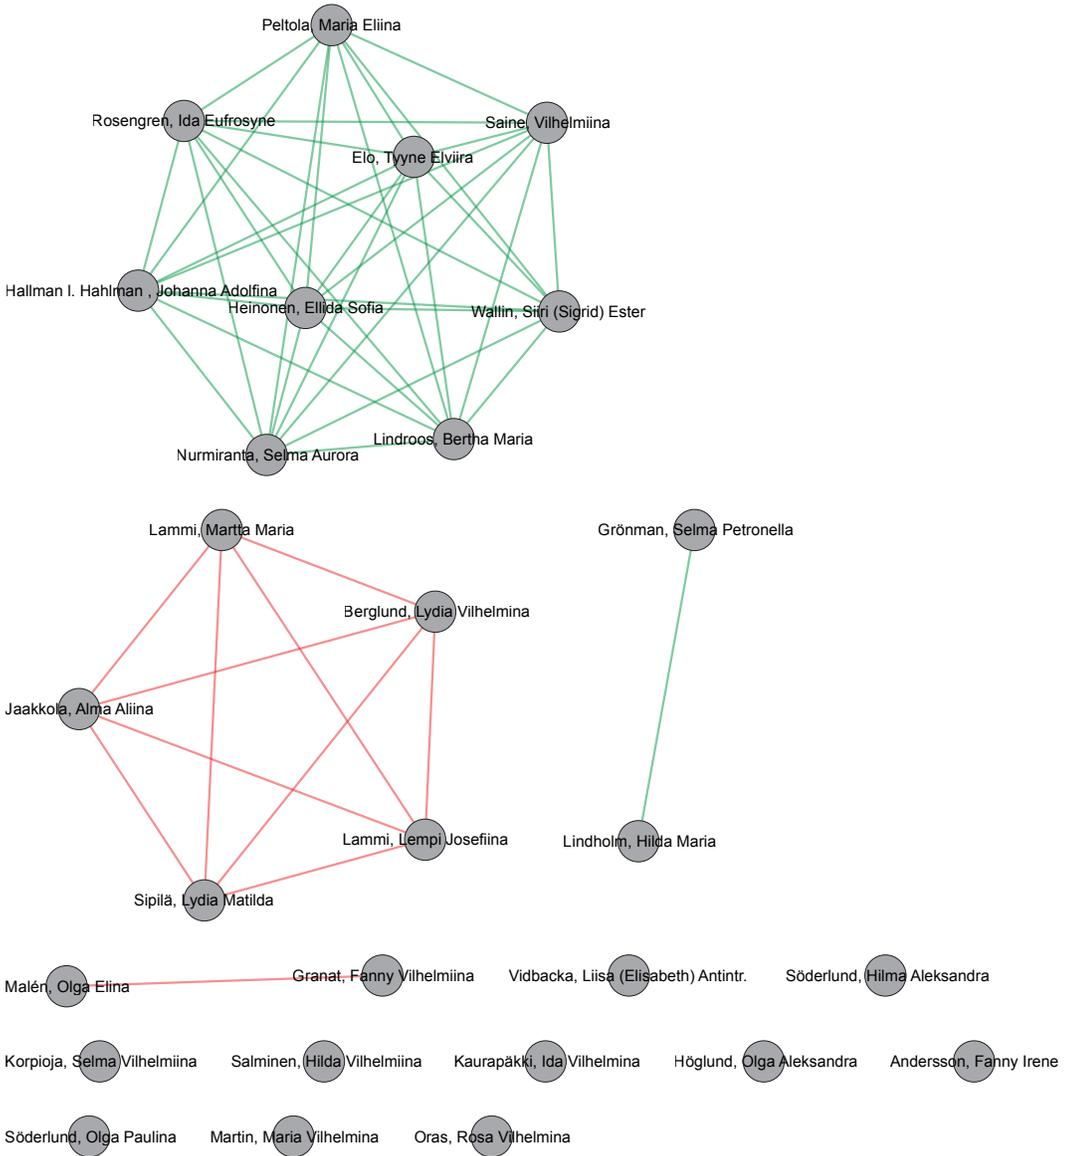 Peltola, Maria Eliina
Rosengren, Ida Eufrosyne
Saine, Vilhelmiina
Elo, Tyyne Elviira
Hallman l. Hahlman , Johanna Adolfina
Heinonen, Ellida Sofia
Wallin, Siiri (Sigrid) Ester
Lindroos, Bertha Maria
Nurmiranta, Selma Aurora
Lammi, Martta Maria
Grönman, Selma Petronella
Berglund, Lydia Vilhelmina
Jaakkola, Alma Aliina
Lammi, Lempi Josefiina
Lindholm, Hilda Maria
Sipilä, Lydia Matilda
Malén, Olga Elina
Granat, Fanny Vilhelmiina
Vidbacka, Liisa (Elisabeth) Antintr.
Söderlund, Hilma Aleksandra
Korpioja, Selma Vilhelmiina
Salminen, Hilda Vilhelmiina
Kaurapäkki, Ida Vilhelmina
Höglund, Olga Aleksandra
Andersson, Fanny Irene
Söderlund, Olga Paulina
Martin, Maria Vilhelmina
Oras, Rosa Vilhelmina